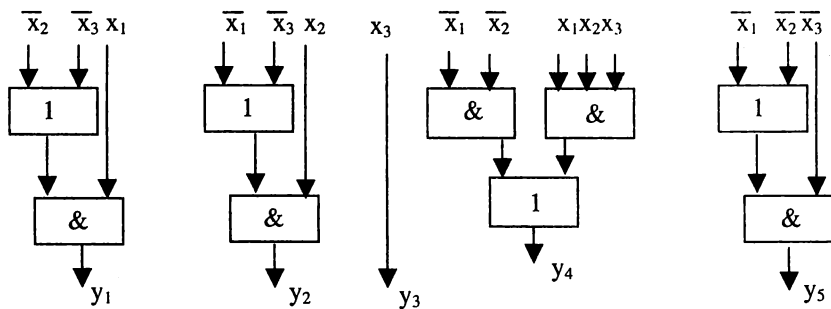 x̅₂ x̅₃ x₁ x̅₁ x̅₃ x₂ x₃ x̅₁ x̅₂ x₁x₂x₃ x̅₁ x̅₂ x̅₃
1 1 & & 1
& & 1 &
y₁ y₂ y₃ y₄ y₅